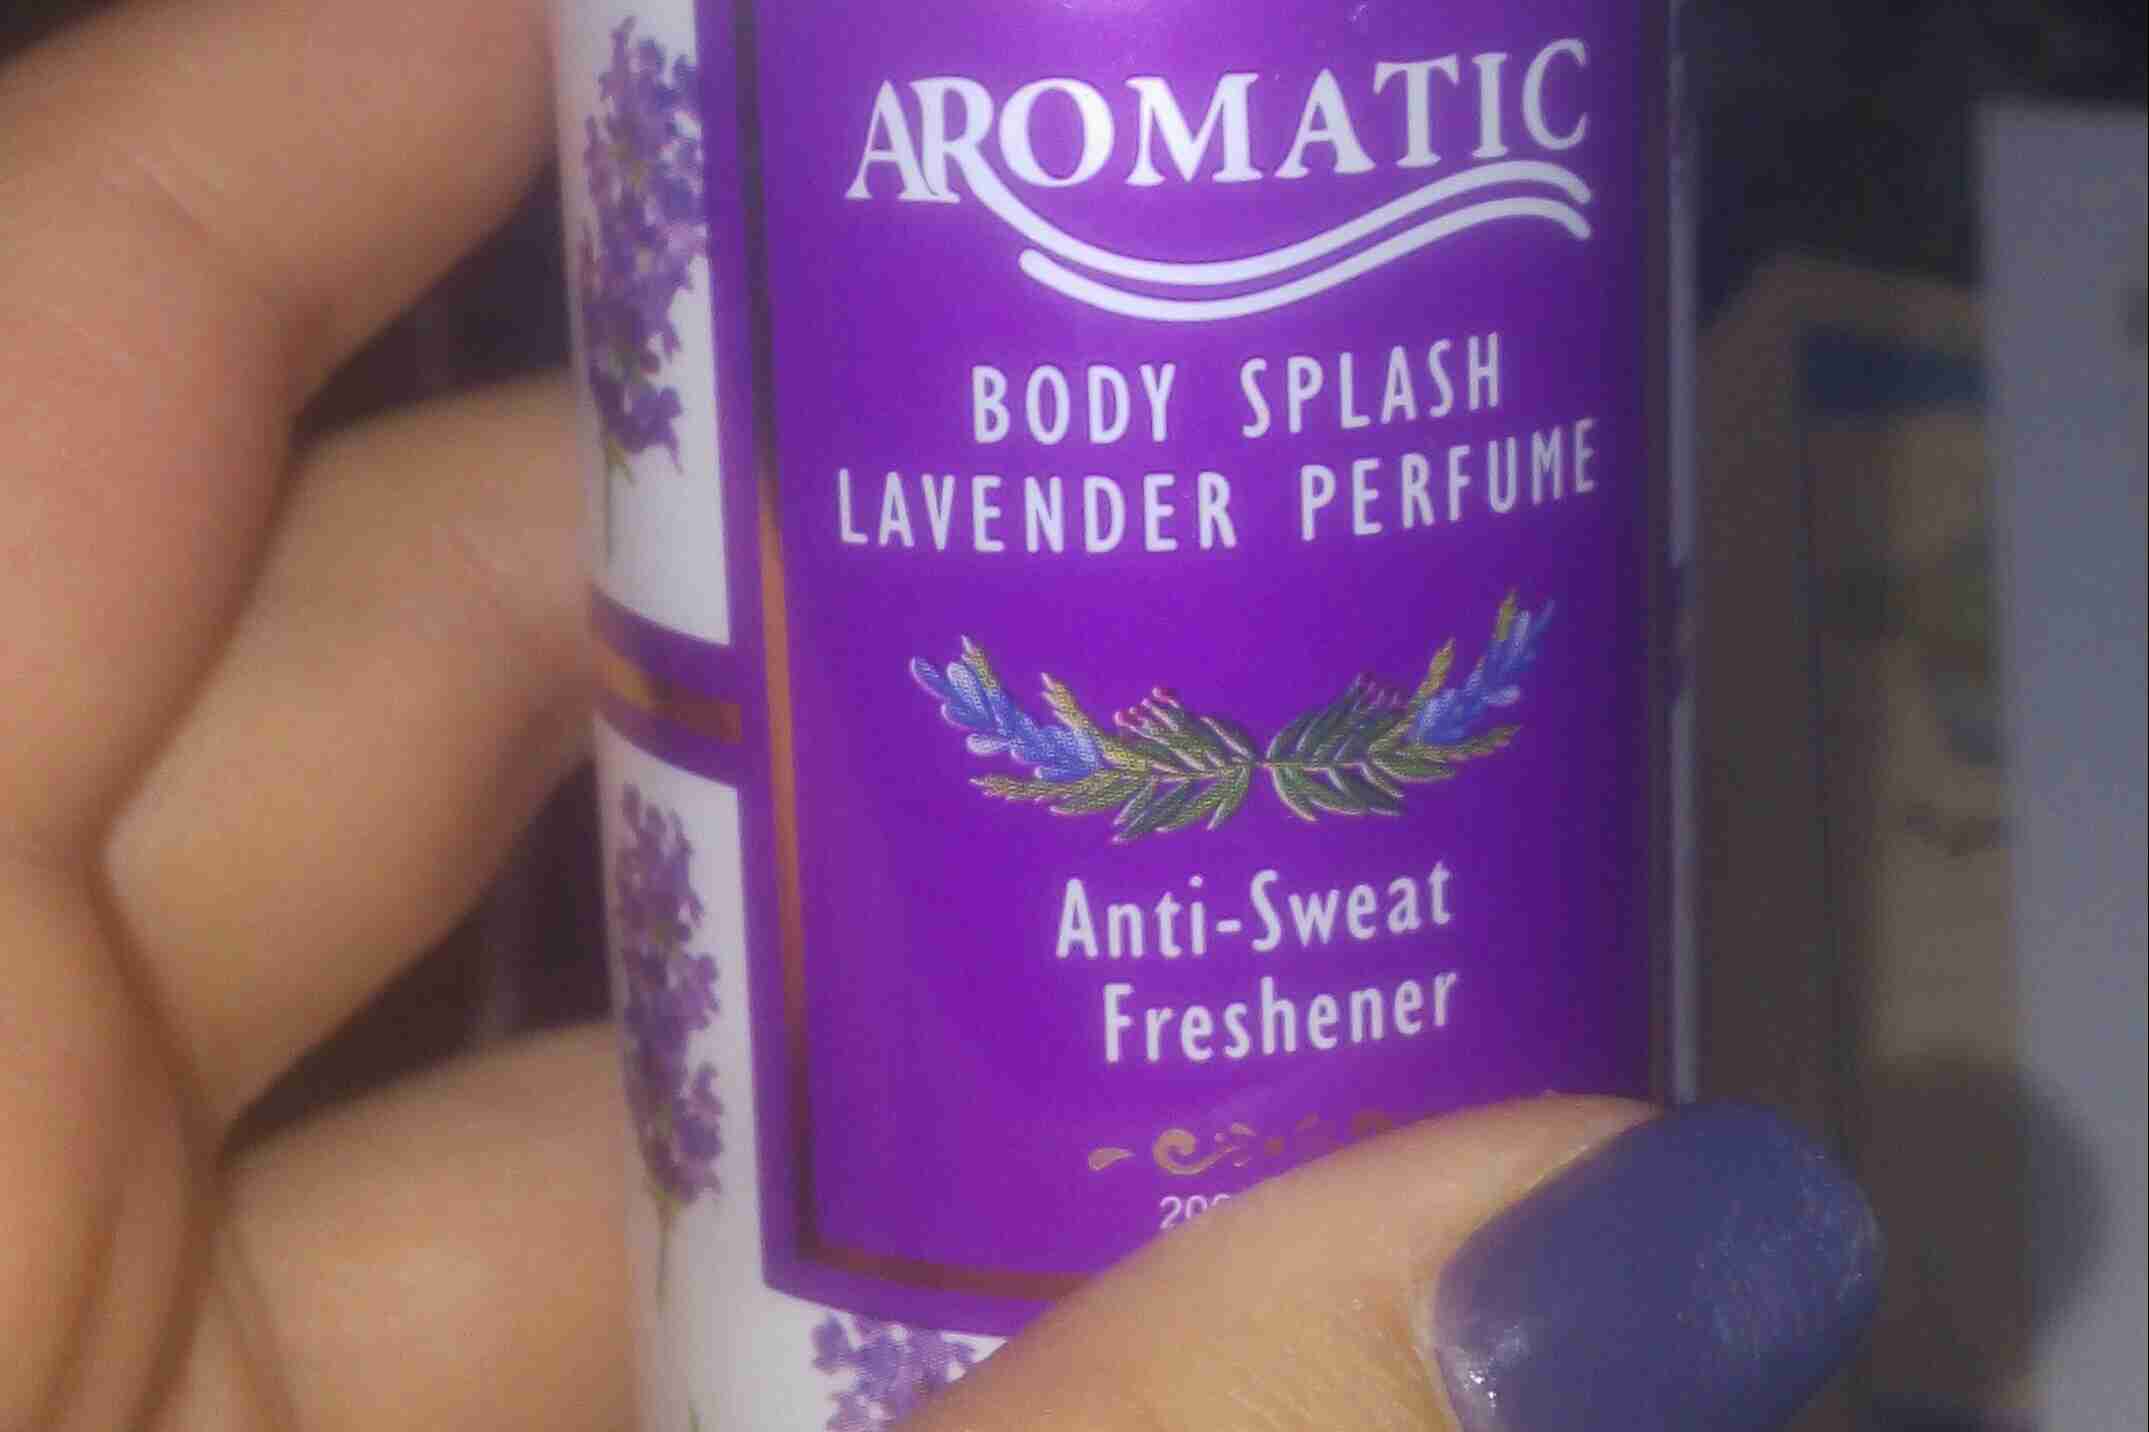 AROMATIC
BODY SPLASH
LAVENDER PERFUME
Anti-Sweat
Freshener